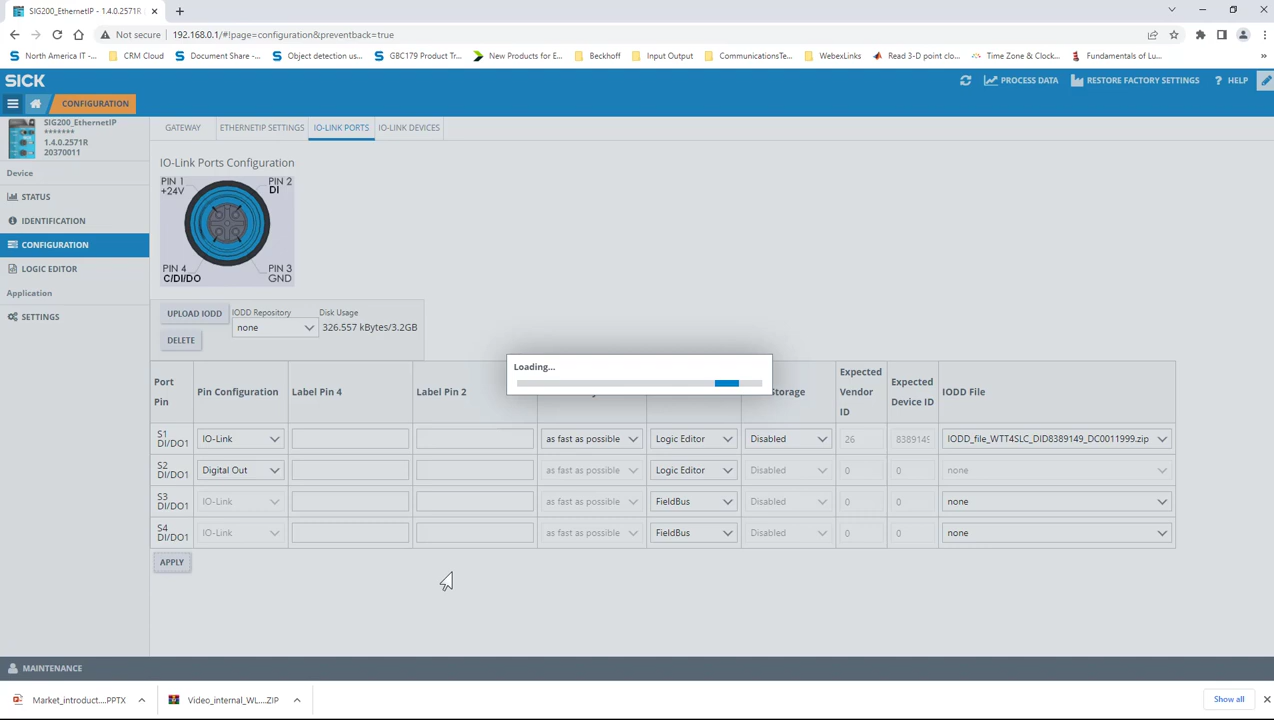 SIG200_EthernetIP - 1.4.0.2571R
Not secure 192.168.0.1/#!page=configuration&preventback=true
North America IT -... CRM Cloud Document Share -... Object detection us... GBC179 Product Tr... New Products for E... Beckhoff Input Output CommunicationsTe... WebexLinks Read 3-D point clo... Time Zone & Clock... Fundamentals of Lu...
SICK PROCESS DATA RESTORE FACTORY SETTINGS ? HELP
CONFIGURATION
SIG200_EthernetIP
*******
1.4.0.2571R
20370011
GATEWAY ETHERNETIP SETTINGS IO-LINK PORTS IO-LINK DEVICES
Device
STATUS
IDENTIFICATION
CONFIGURATION
LOGIC EDITOR
Application
SETTINGS
IO-Link Ports Configuration
PIN 1 PIN 2
+24V DI
PIN 4 PIN 3
C/DI/DO GND
UPLOAD IODD IODD Repository Disk Usage
none 326.557 kBytes/3.2GB
DELETE
Loading...
Port Pin Pin Configuration Label Pin 4 Label Pin 2 Storage Expected Vendor ID Expected Device ID IODD File
S1 DI/DO1 IO-Link as fast as possible Logic Editor Disabled 26 8389149 IODD_file_WTT4SLC_DID8389149_DC0011999.zip
S2 DI/DO1 Digital Out as fast as possible Logic Editor Disabled 0 0 none
S3 DI/DO1 IO-Link as fast as possible FieldBus Disabled 0 0 none
S4 DI/DO1 IO-Link as fast as possible FieldBus Disabled 0 0 none
APPLY
MAINTENANCE
Market_introduct....PPTX Video_internal_WL....ZIP Show all